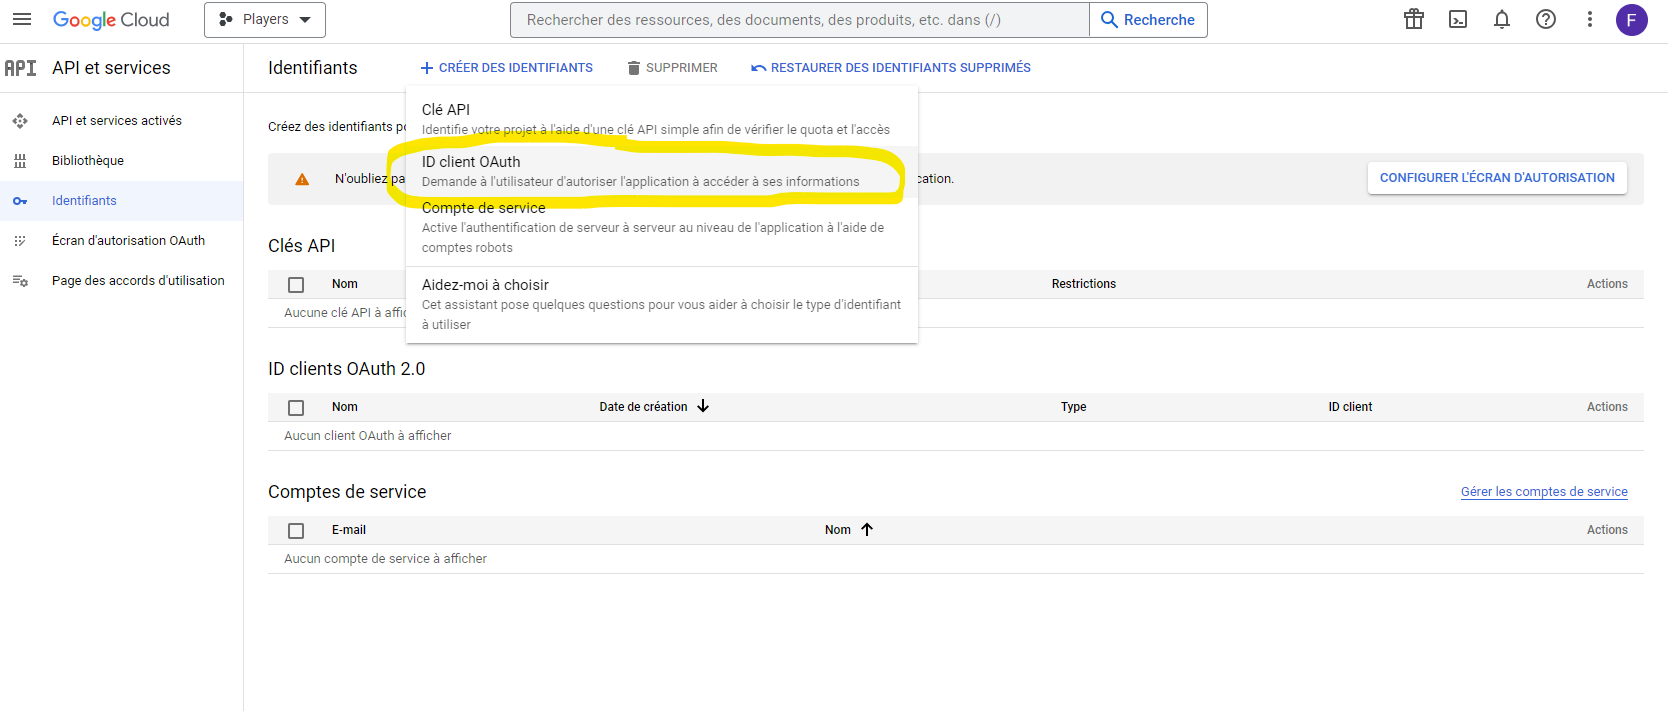 Google Cloud
Players
Rechercher des ressources, des documents, des produits, etc. dans (/)
Recherche
F
API
API et services
Identifiants
CRÉER DES IDENTIFIANTS
SUPPRIMER
RESTAURER DES IDENTIFIANTS SUPPRIMÉS
API et services activés
Bibliothèque
Identifiants
Écran d'autorisation OAuth
Page des accords d'utilisation
Créez des identifiants
Clé API
Identifie votre projet à l'aide d'une clé API simple afin de vérifier le quota et l'accès
ID client OAuth
Demande à l'utilisateur d'autoriser l'application à accéder à ses informations
Compte de service
Active l'authentification de serveur à serveur au niveau de l'application à l'aide de
comptes robots
Aidez-moi à choisir
Cet assistant pose quelques questions pour vous aider à choisir le type d'identifiant
à utiliser
N'oubliez pa
cation.
CONFIGURER L'ÉCRAN D'AUTORISATION
Clés API
Nom
Restrictions
Actions
Aucune clé API à affic
ID clients OAuth 2.0
Nom
Date de création
Type
ID client
Actions
Aucun client OAuth à afficher
Comptes de service
Gérer les comptes de service
E-mail
Nom
Actions
Aucun compte de service à afficher